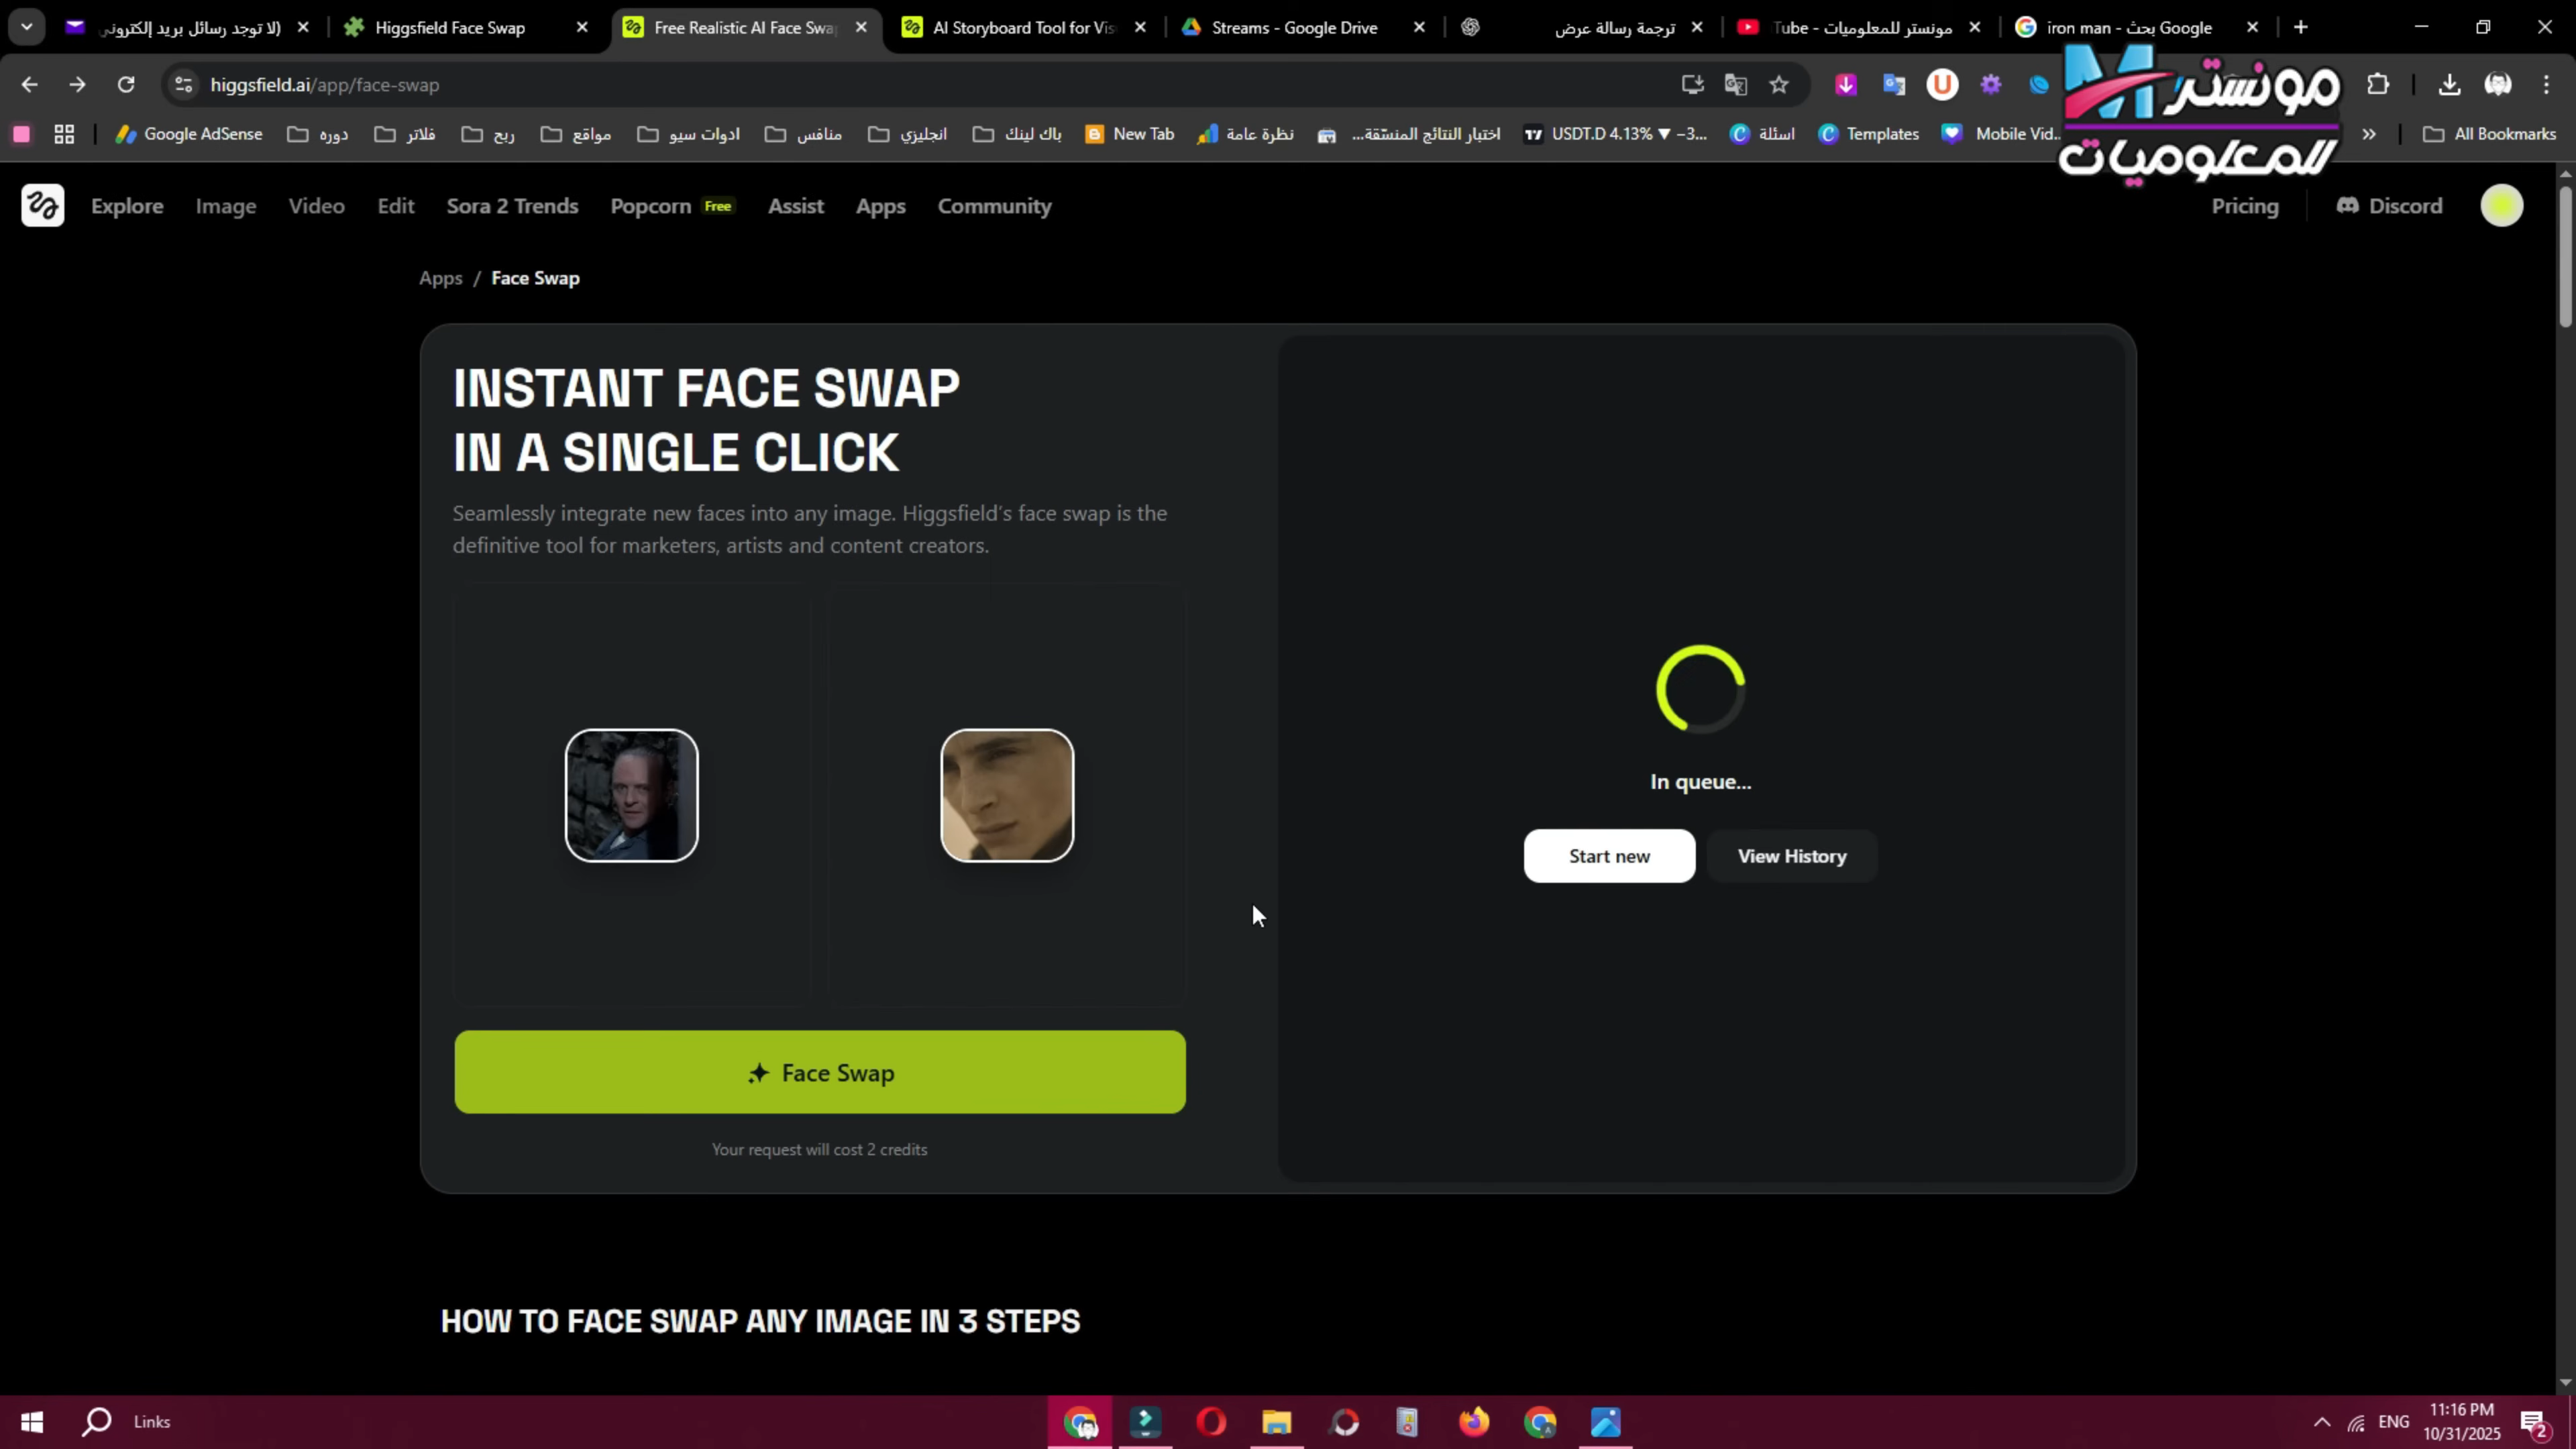 (لا توجد رسائل بريد إلكتروني
Higgsfield Face Swap
Free Realistic AI Face Swap
AI Storyboard Tool for Vis
Streams - Google Drive
ترجمة رسالة عرض
مونستر للمعلوميات - Tube
iron man - بحث Google
higgsfield.ai/app/face-swap
مونستر
للمعلوميات
Google AdSense
دوره
فلاتر
ربح
مواقع
ادوات سيو
منافس
انجليزي
باك لينك
New Tab
نظرة عامة
اختبار النتائج المنسّقة...
USDT.D 4.13% ▼ −3...
اسئلة
Templates
Mobile Vid...
All Bookmarks
Explore
Image
Video
Edit
Sora 2 Trends
Popcorn Free
Assist
Apps
Community
Pricing
Discord
Apps / Face Swap
INSTANT FACE SWAP
IN A SINGLE CLICK
Seamlessly integrate new faces into any image. Higgsfield's face swap is the
definitive tool for marketers, artists and content creators.
In queue...
Start new
View History
Face Swap
Your request will cost 2 credits
HOW TO FACE SWAP ANY IMAGE IN 3 STEPS
Links
ENG
11:16 PM
10/31/2025
2